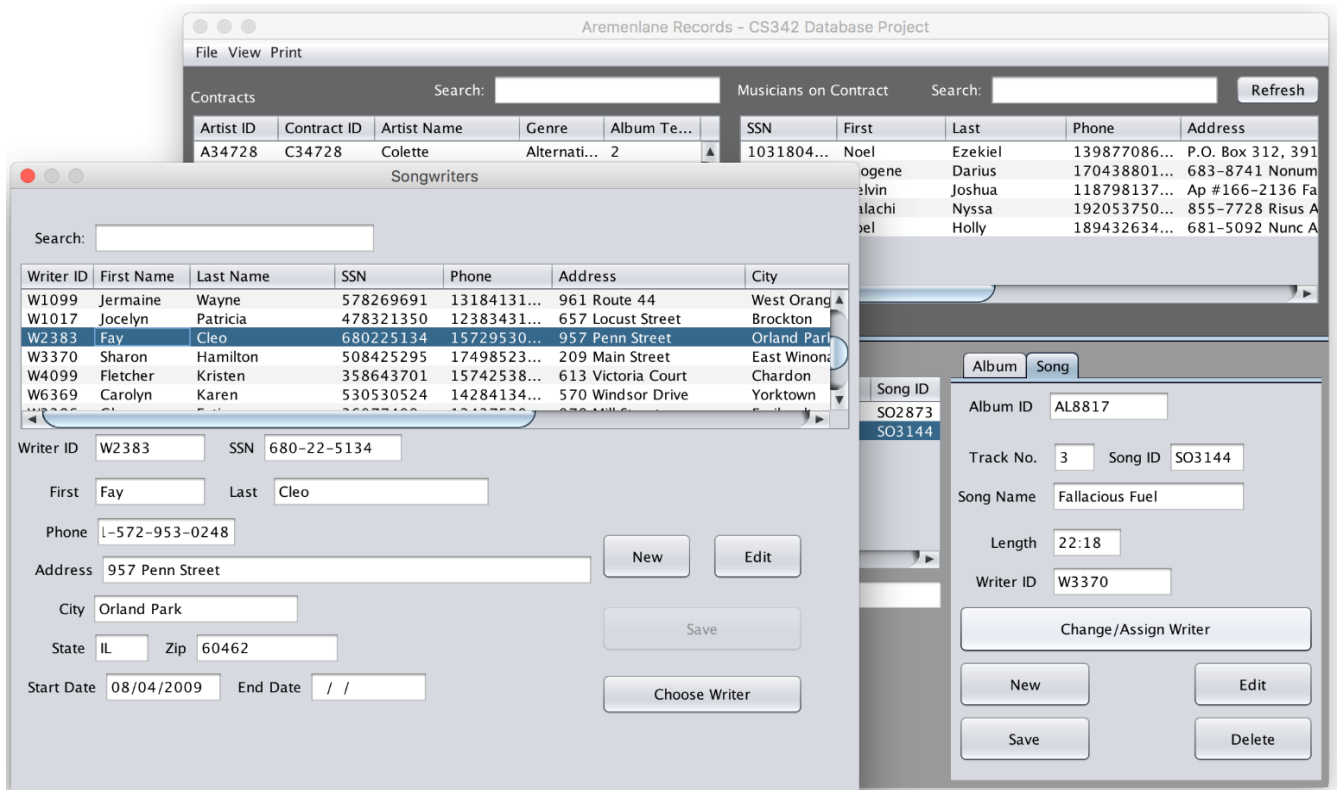 Aremenlane Records - CS342 Database Project
File View Print
Contracts Search: Musicians on Contract Search: Refresh
Artist ID Contract ID Artist Name Genre Album Te... SSN First Last Phone Address
A34728 C34728 Colette Alternati... 2 1031804... Noel Ezekiel 139877086... P.O. Box 312, 391
Darius 170438801... 683-8741 Nonum
Joshua 118798137... Ap #166-2136 Fa
Nyssa 192053750... 855-7728 Risus A
Holly 189432634... 681-5092 Nunc A
Songwriters
Search:
Writer ID First Name Last Name SSN Phone Address City
W1099 Jermaine Wayne 578269691 13184131... 961 Route 44 West Orang
W1017 Jocelyn Patricia 478321350 12383431... 657 Locust Street Brockton
W2383 Fay Cleo 680225134 15729530... 957 Penn Street Orland Park
W3370 Sharon Hamilton 508425295 17498523... 209 Main Street East Winona
W4099 Fletcher Kristen 358643701 15742538... 613 Victoria Court Chardon
W6369 Carolyn Karen 530530524 14284134... 570 Windsor Drive Yorktown
Writer ID W2383 SSN 680-22-5134
First Fay Last Cleo
Phone 1-572-953-0248
Address 957 Penn Street
City Orland Park
State IL Zip 60462
Start Date 08/04/2009 End Date / /
New Edit
Save
Choose Writer
Song ID
SO2873
SO3144
Album Song
Album ID AL8817
Track No. 3 Song ID SO3144
Song Name Fallacious Fuel
Length 22:18
Writer ID W3370
Change/Assign Writer
New Edit
Save Delete